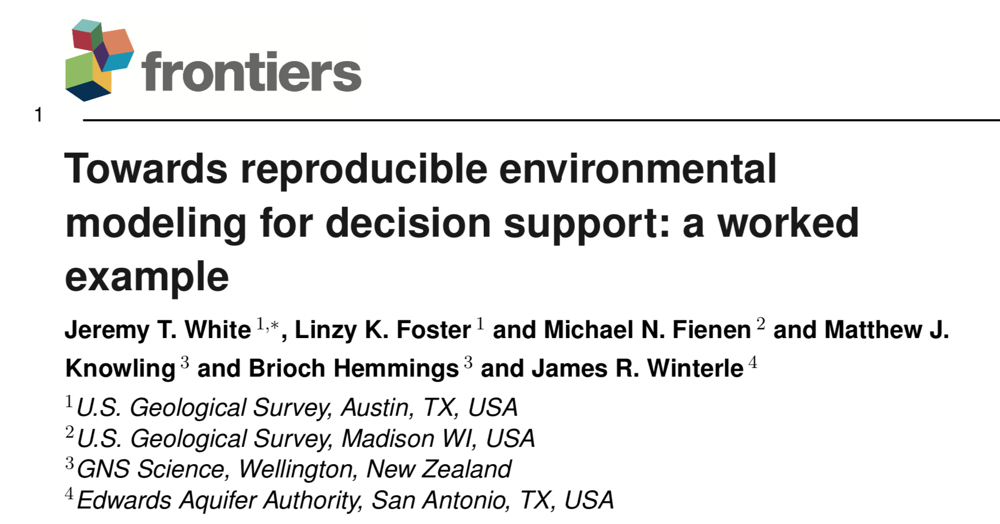 frontiers
1
Towards reproducible environmental
modeling for decision support: a worked
example
Jeremy T. White 1,∗, Linzy K. Foster 1 and Michael N. Fienen 2 and Matthew J.
Knowling 3 and Brioch Hemmings 3 and James R. Winterle 4
1 U.S. Geological Survey, Austin, TX, USA
2 U.S. Geological Survey, Madison WI, USA
3 GNS Science, Wellington, New Zealand
4 Edwards Aquifer Authority, San Antonio, TX, USA